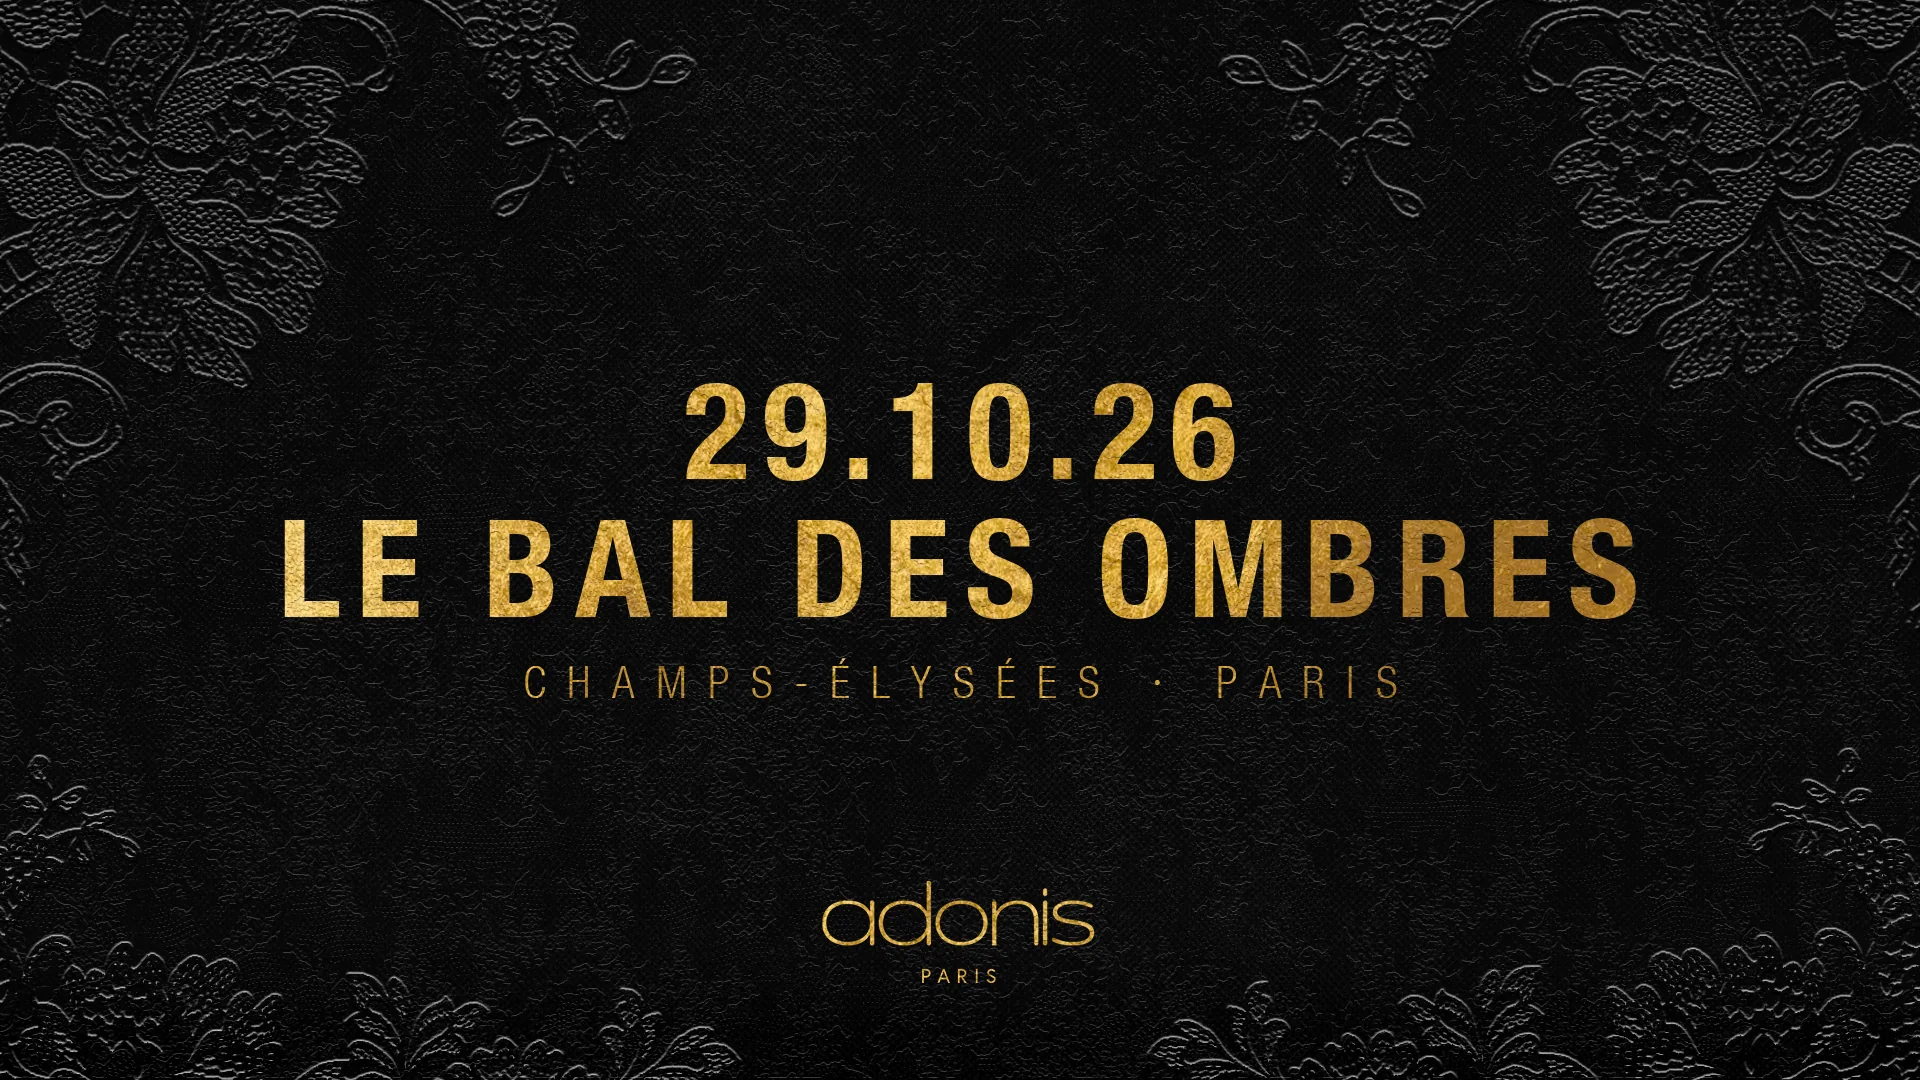 29.10.26
LE BAL DES OMBRES
CHAMPS-ÉLYSÉES · PARIS
adonis
PARIS